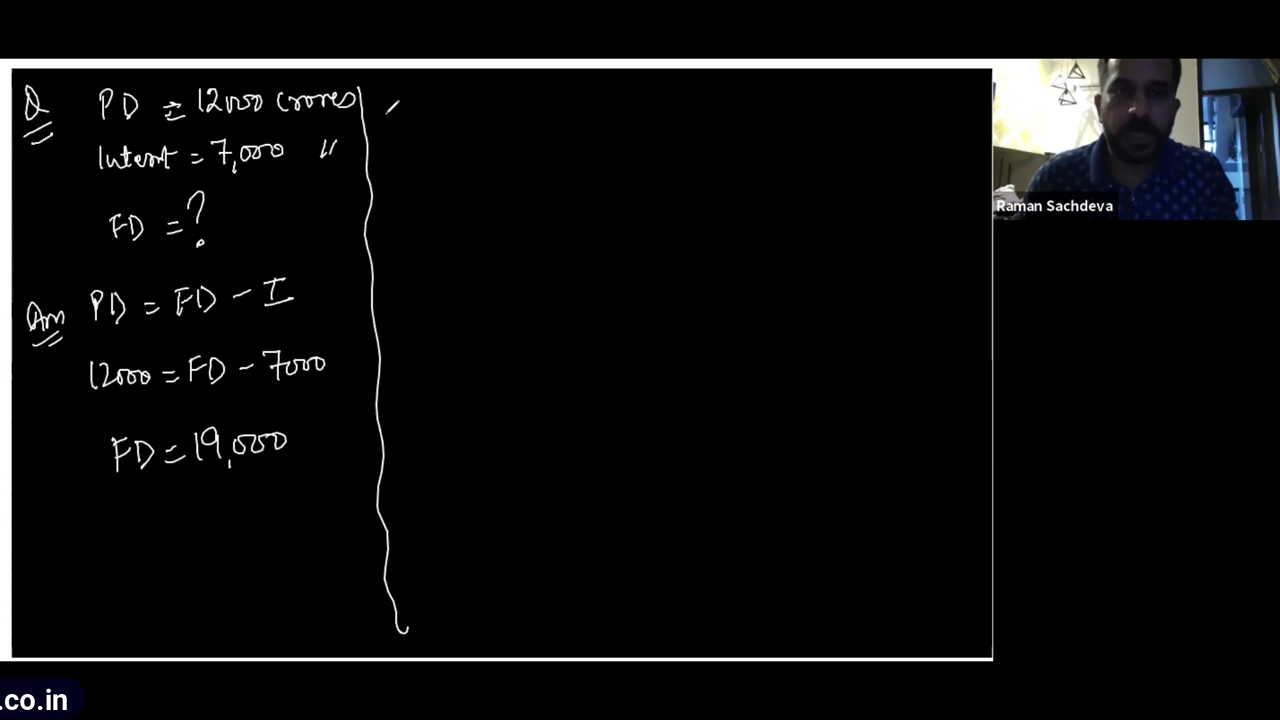 Q PD = 12000 crores
Interest = 7,000 "
FD = ?
Ans PD = FD - I
12000 = FD - 7000
FD = 19,000
Raman Sachdeva
.co.in